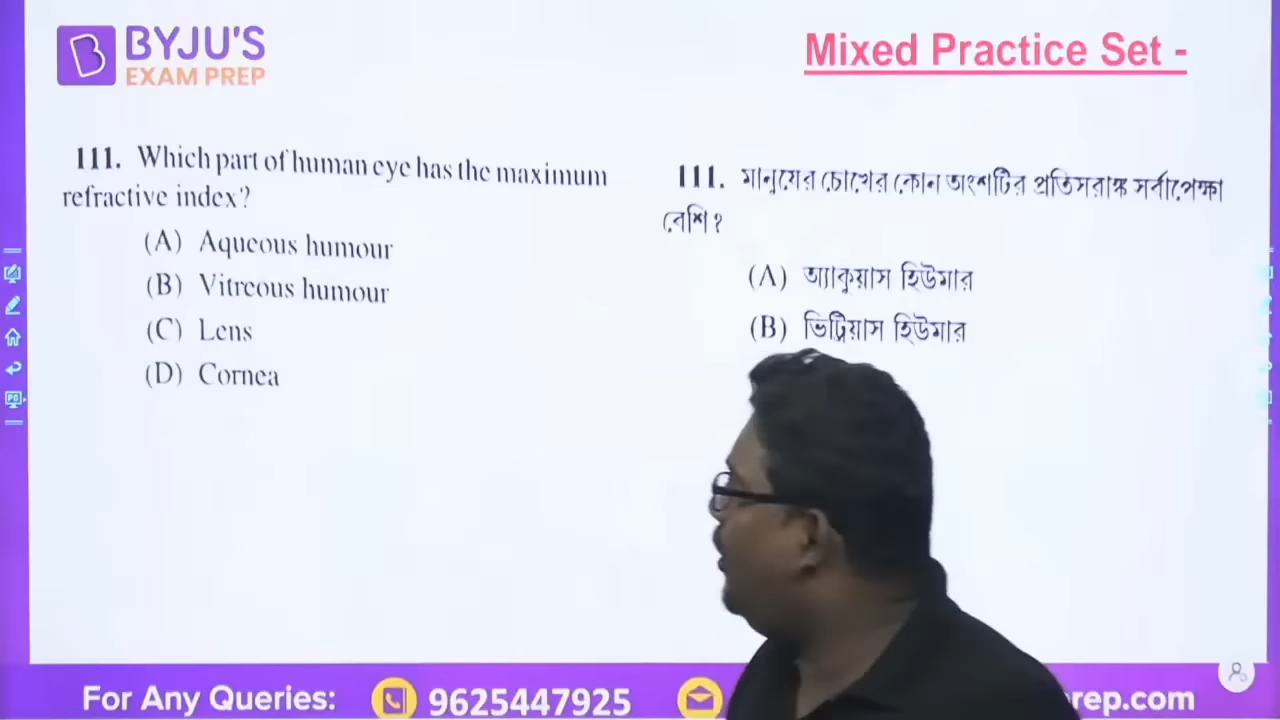 BYJU'S
EXAM PREP
Mixed Practice Set -
111. Which part of human eye has the maximum
refractive index?
(A) Aqueous humour
(B) Vitreous humour
(C) Lens
(D) Cornea
111. মানুষের চোখের কোন অংশটির প্রতিসরাঙ্ক সর্বাপেক্ষা
বেশি?
(A) অ্যাকুয়াস হিউমার
(B) ভিট্রিয়াস হিউমার
For Any Queries: 9625447925 rep.com